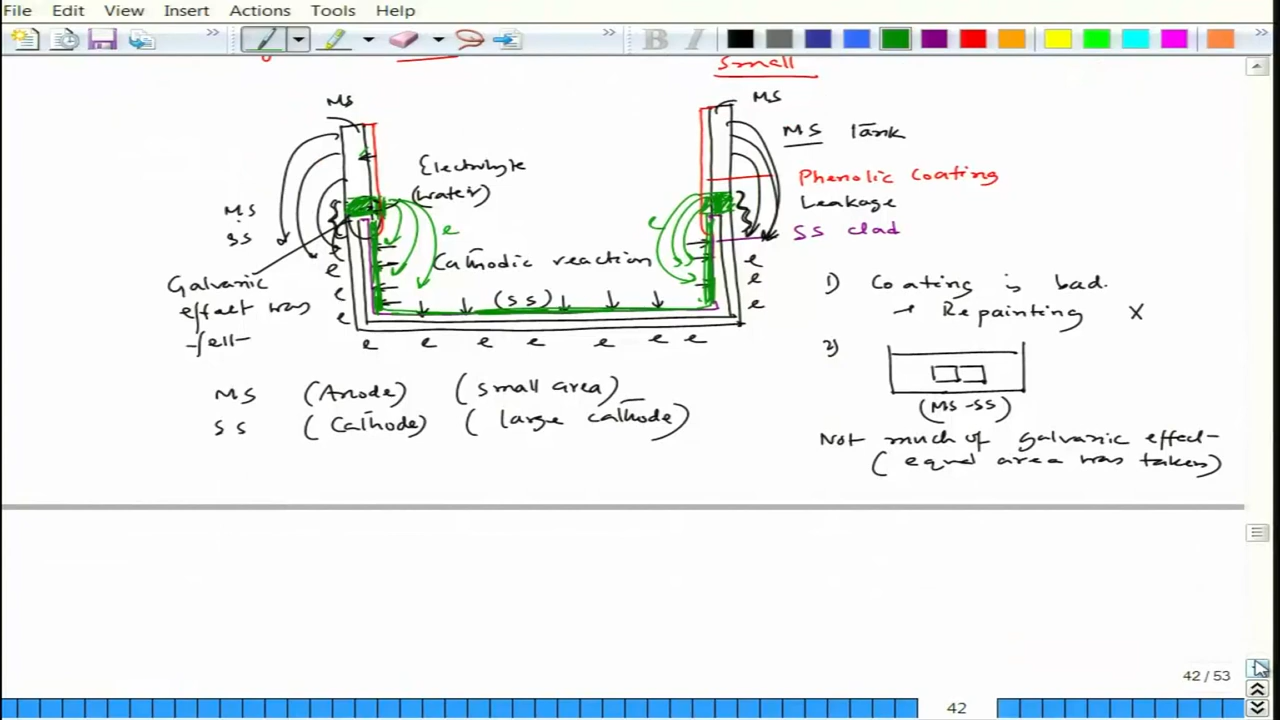 File Edit View Insert Actions Tools Help
B I
Small
MS
MS
MS Tank
Electrolyte
(water)
Phenolic Coating
Leakage
SS clad
MS
SS
e
e
Cathodic reaction
(SS)
Galvanic
effect was
felt
e
e
e
e
e
e
e
e e e e e e e
1) Coating is bad.
→ Repainting X
2)
(MS-SS)
MS (Anode) (small area)
SS (Cathode) (large cathode)
Not much of galvanic effect
(equal area was taken)
42 / 53
42